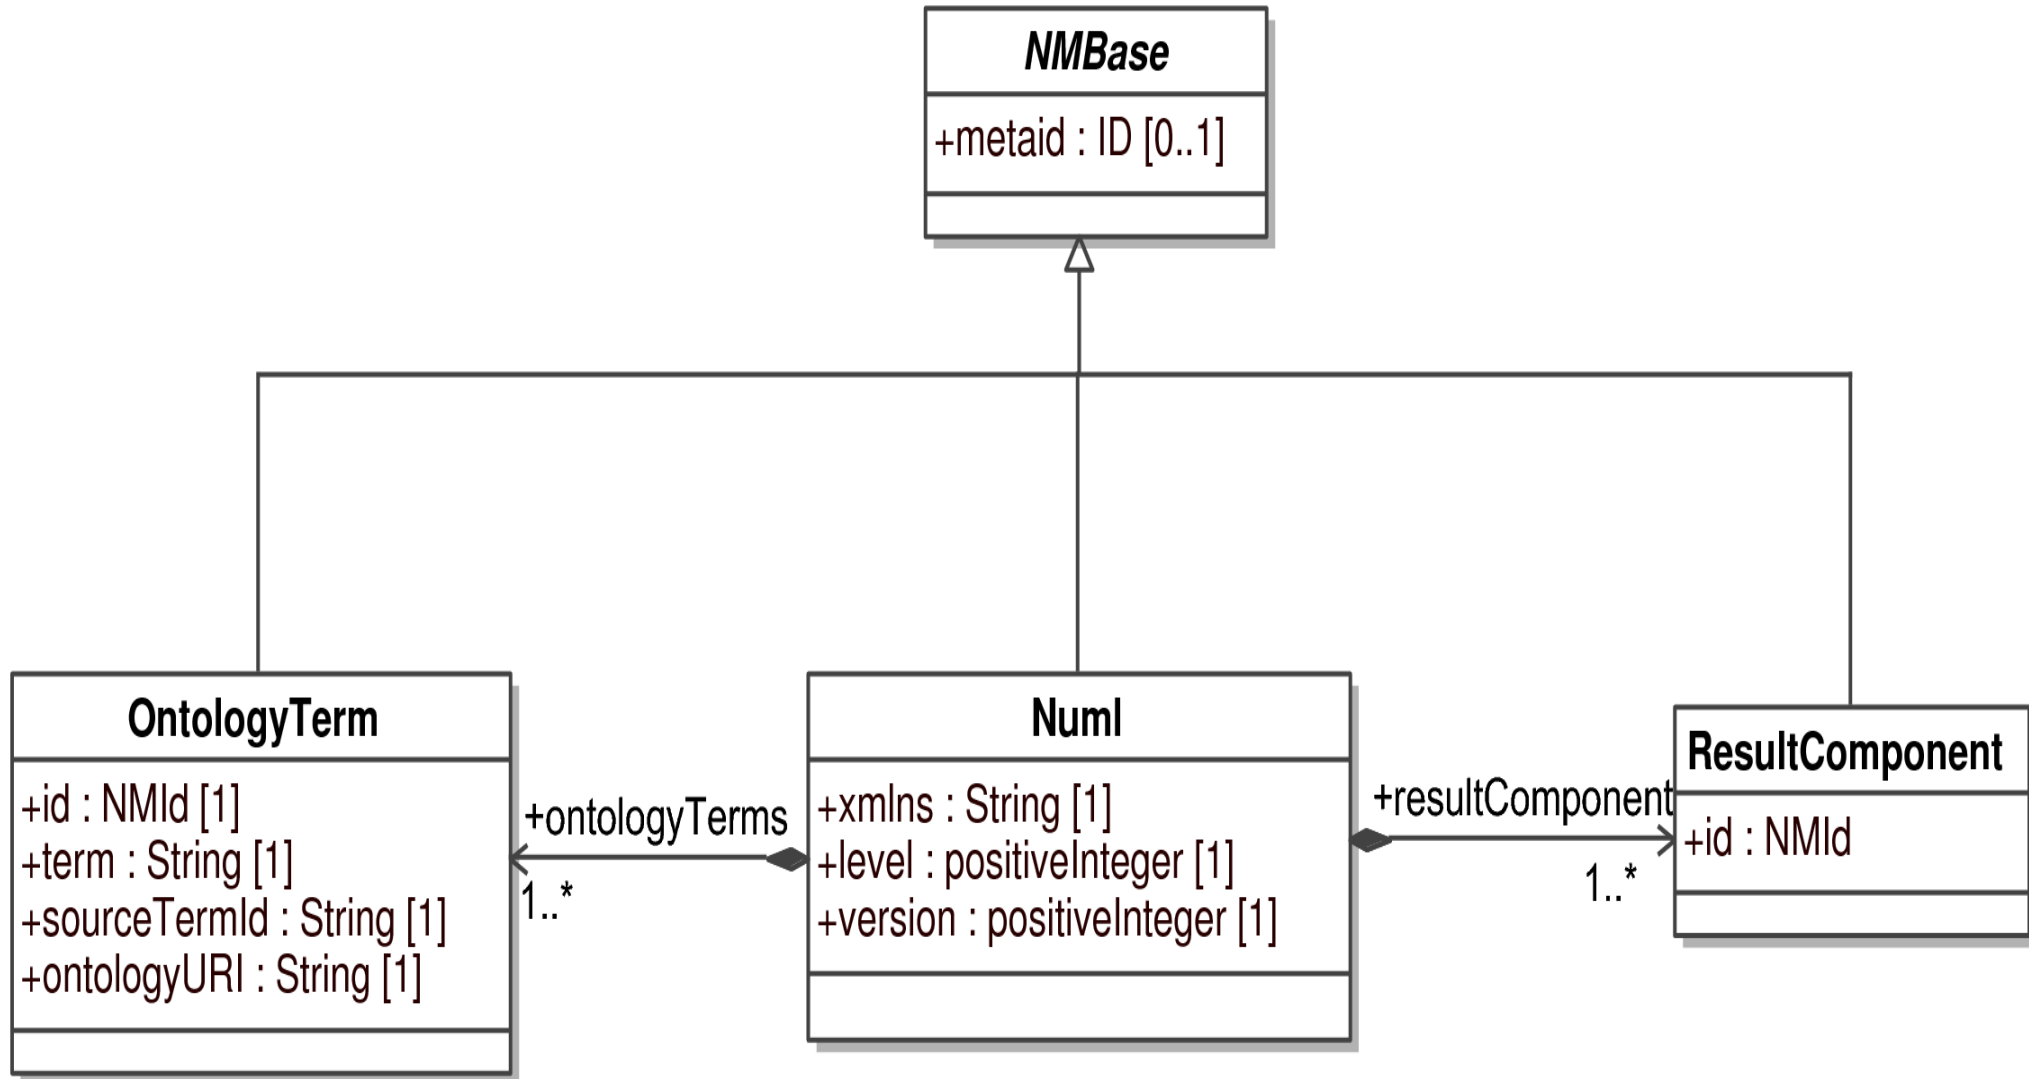 NMBase
+metaid : ID [0..1]
OntologyTerm
+id : NMId [1]
+term : String [1]
+sourceTermId : String [1]
+ontologyURI : String [1]
+ontologyTerms
1..*
Numl
+xmlns : String [1]
+level : positiveInteger [1]
+version : positiveInteger [1]
+resultComponent
1..*
ResultComponent
+id : NMId